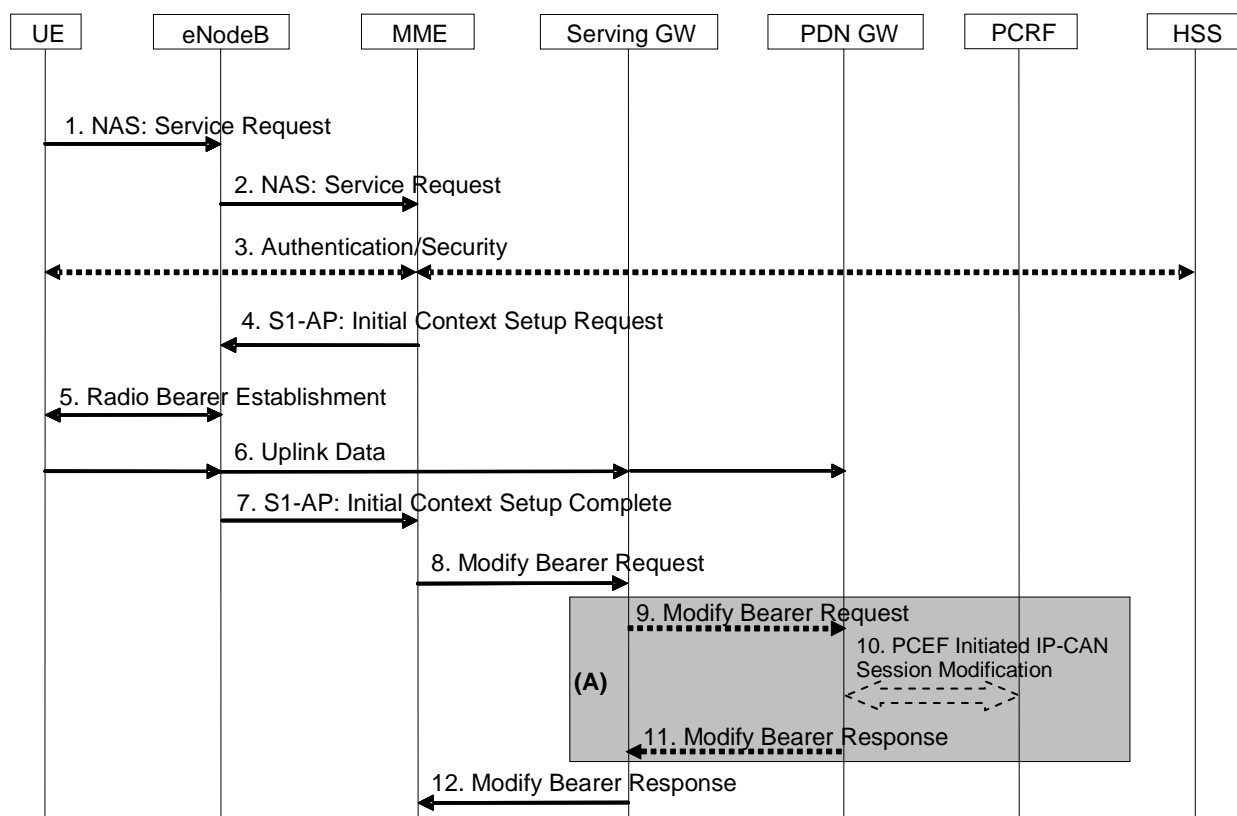 UE
eNodeB
MME
Serving GW
PDN GW
PCRF
HSS
1. NAS: Service Request
2. NAS: Service Request
3. Authentication/Security
4. S1-AP: Initial Context Setup Request
5. Radio Bearer Establishment
6. Uplink Data
7. S1-AP: Initial Context Setup Complete
8. Modify Bearer Request
9. Modify Bearer Request
10. PCEF Initiated IP-CAN
Session Modification
(A)
11. Modify Bearer Response
12. Modify Bearer Response